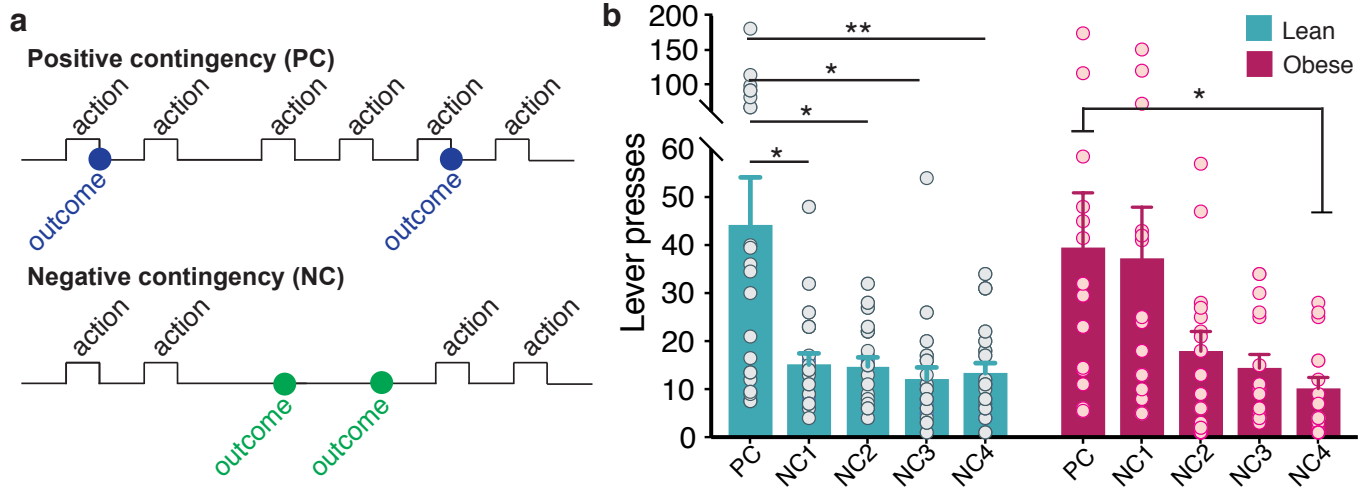 a
Positive contingency (PC)
action
action
action
action
action
action
outcome
outcome
Negative contingency (NC)
action
action
action
action
outcome
outcome
b
Lever presses
200
150
100
60
50
40
30
20
10
0
**
*
*
*
*
Lean
Obese
PC
NC1
NC2
NC3
NC4
PC
NC1
NC2
NC3
NC4